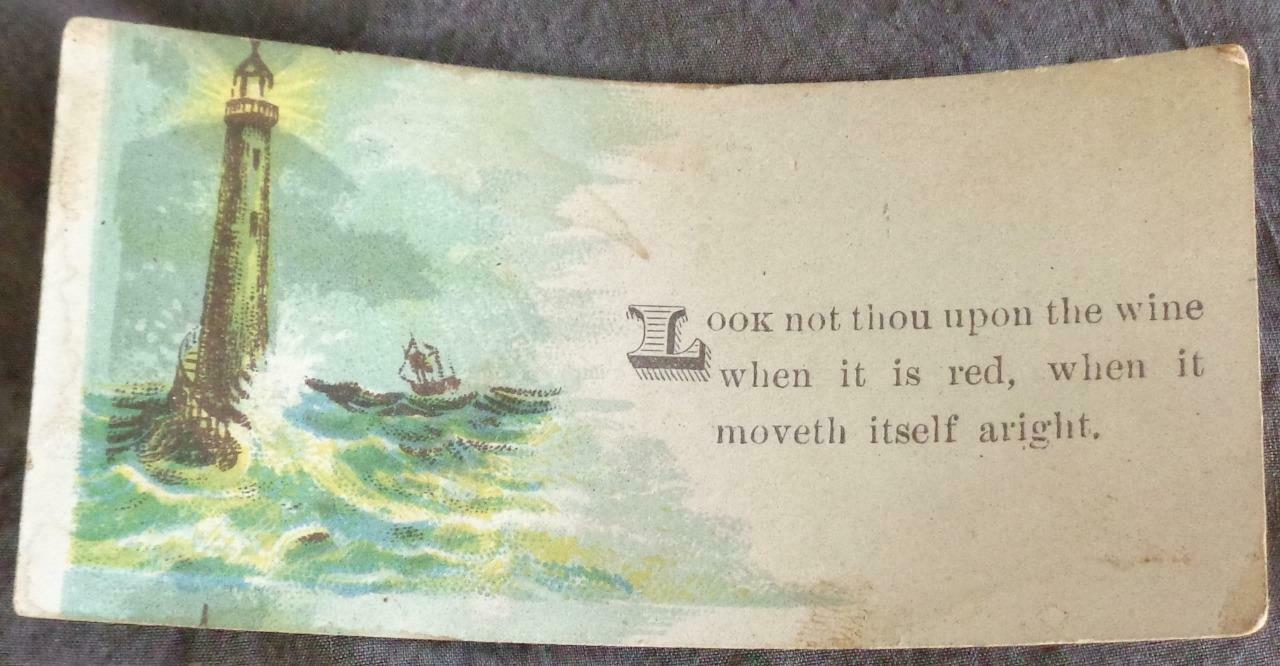 LOOK not thou upon the wine
when it is red, when it
moveth itself aright.